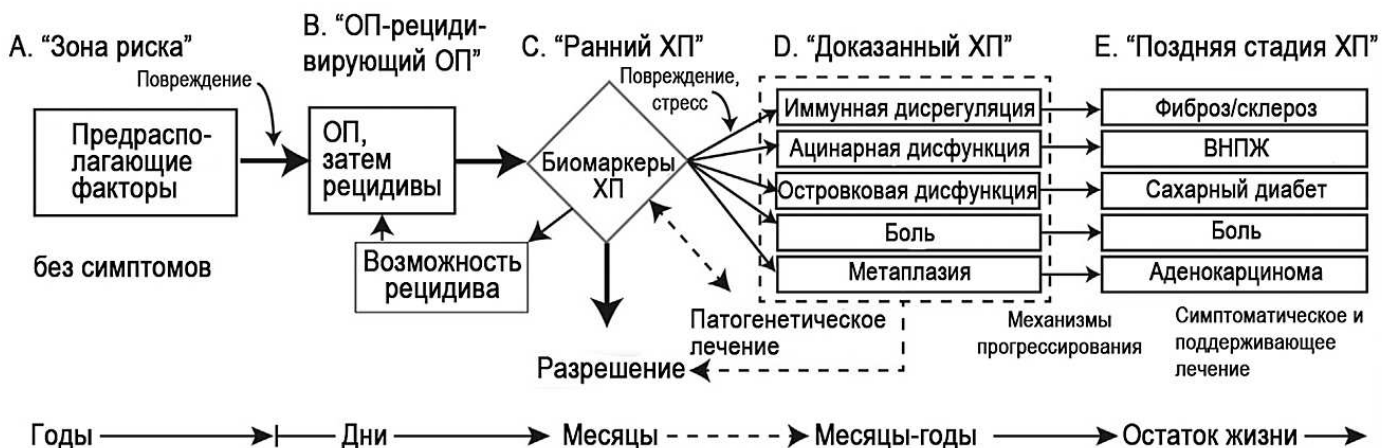 A. “Зона риска”
B. “ОП-рециди-
вирующий ОП”
C. “Ранний ХП”
D. “Доказанный ХП”
E. “Поздняя стадия ХП”
Повреждение
Повреждение,
стресс
Предраспо-
лагающие
факторы
ОП,
затем
рецидивы
Биомаркеры
ХП
Иммунная дисрегуляция
Ацинарная дисфункция
Островковая дисфункция
Боль
Метаплазия
Фиброз/склероз
ВНПЖ
Сахарный диабет
Боль
Аденокарцинома
без симптомов
Возможность
рецидива
Патогенетическое
лечение
Разрешение
Механизмы
прогрессирования
Симптоматическое и
поддерживающее
лечение
Годы
Дни
Месяцы
Месяцы-годы
Остаток жизни